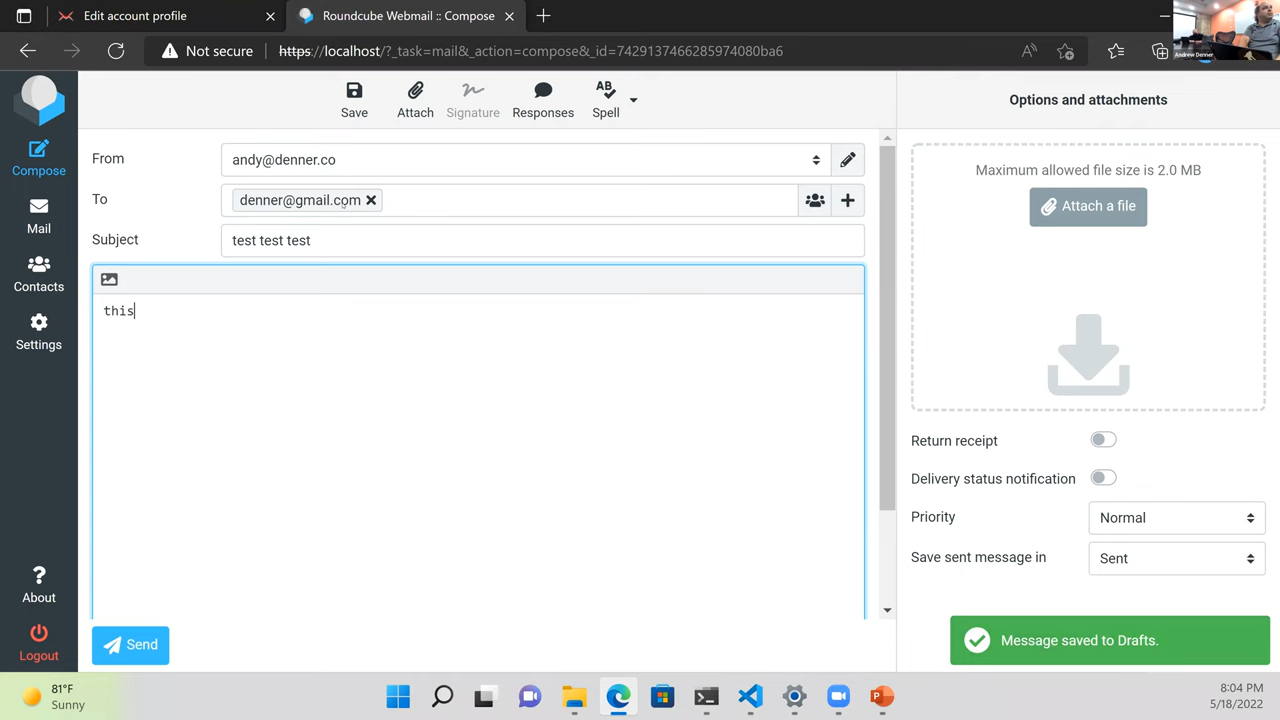 Edit account profile
Roundcube Webmail :: Compose
Not secure
https://localhost/?_task=mail&_action=compose&_id=7429137466285974080ba6
Andrew Denner
Save
Attach
Signature
Responses
Spell
Options and attachments
Compose
Mail
Contacts
Settings
About
Logout
From
andy@denner.co
To
denner@gmail.com
Subject
test test test
this
Send
Maximum allowed file size is 2.0 MB
Attach a file
Return receipt
Delivery status notification
Priority
Normal
Save sent message in
Sent
Message saved to Drafts.
81°F
Sunny
8:04 PM
5/18/2022